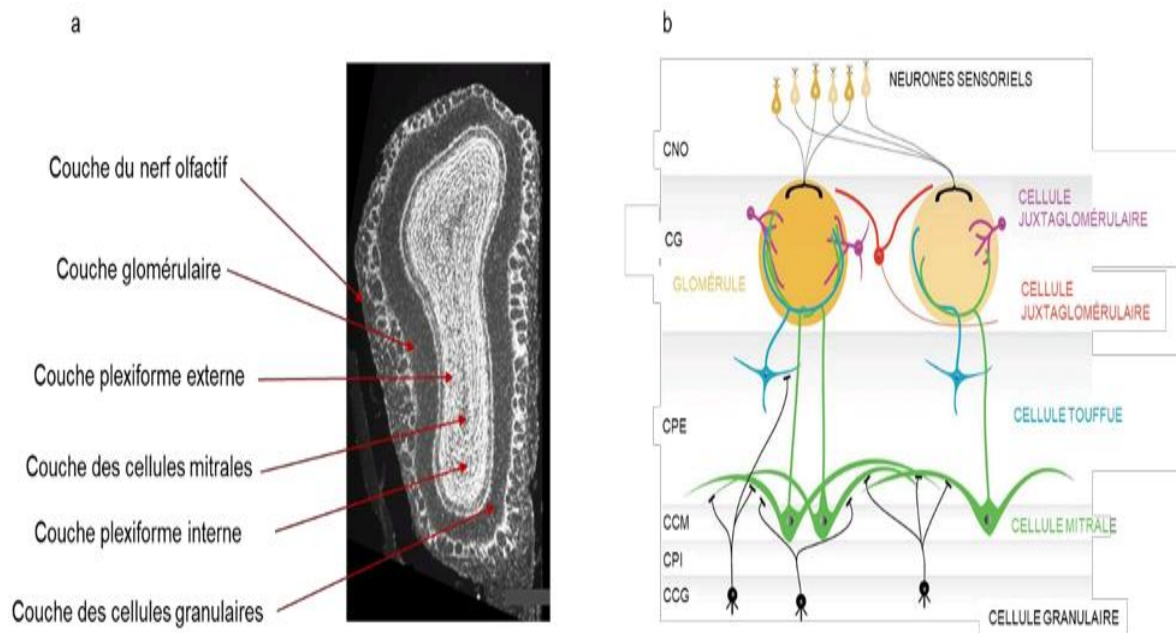 a
Couche du nerf olfactif
Couche glomérulaire
Couche plexiforme externe
Couche des cellules mitrales
Couche plexiforme interne
Couche des cellules granulaires
b
NEURONES SENSORIELS
CNO
CELLULE
JUXTAGLOMÉRULAIRE
CG
GLOMÉRULE
CELLULE
JUXTAGLOMÉRULAIRE
CPE
CELLULE TOUFFUE
CCM
CELLULE MITRALE
CPI
CCG
CELLULE GRANULAIRE